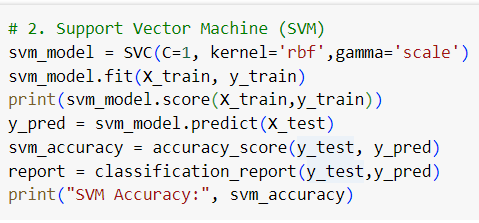 # 2. Support Vector Machine (SVM)
svm_model = SVC(C=1, kernel='rbf',gamma='scale')
svm_model.fit(X_train, y_train)
print(svm_model.score(X_train,y_train))
y_pred = svm_model.predict(X_test)
svm_accuracy = accuracy_score(y_test, y_pred)
report = classification_report(y_test,y_pred)
print("SVM Accuracy:", svm_accuracy)